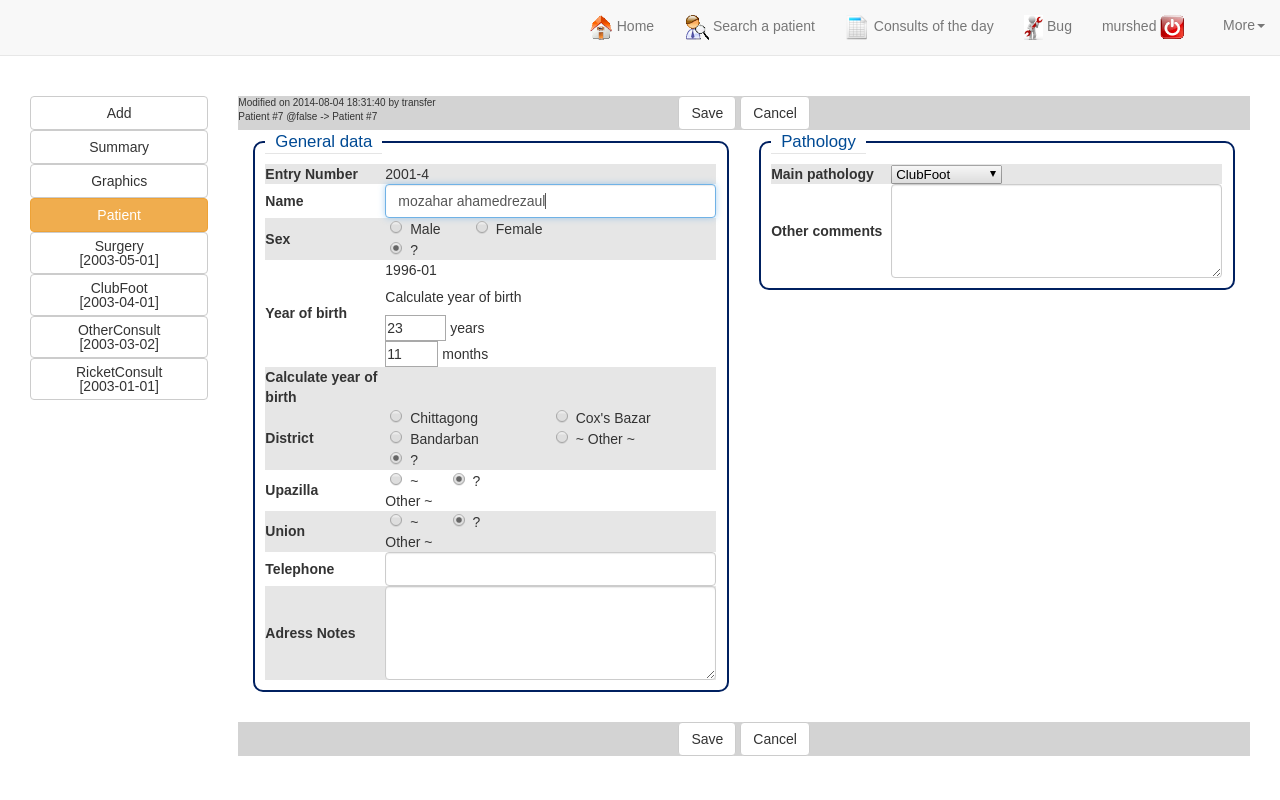 Home
Search a patient
Consults of the day
Bug
murshed
More
Add
Summary
Graphics
Patient
Surgery
[2003-05-01]
ClubFoot
[2003-04-01]
OtherConsult
[2003-03-02]
RicketConsult
[2003-01-01]
Modified on 2014-08-04 18:31:40 by transfer
Patient #7 @false -> Patient #7
Save Cancel
General data
Entry Number 2001-4
Name mozahar ahamedrezaul
Sex
Male Female
?
Year of birth
1996-01
Calculate year of birth
23 years
11 months
Calculate year of
birth
District
Chittagong Cox's Bazar
Bandarban ~ Other ~
?
Upazilla
~ ?
Other ~
Union
~ ?
Other ~
Telephone
Adress Notes
Pathology
Main pathology ClubFoot
Other comments
Save Cancel